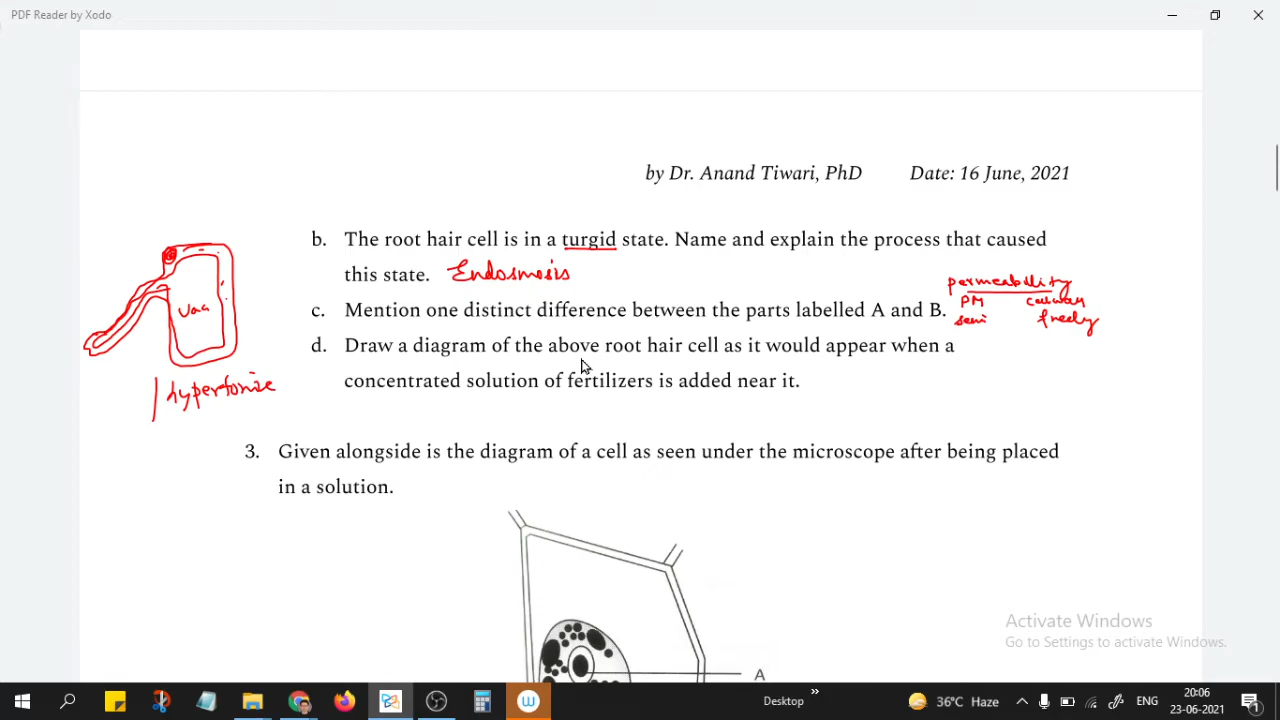 PDF Reader by Xodo
by Dr. Anand Tiwari, PhD Date: 16 June, 2021
b. The root hair cell is in a turgid state. Name and explain the process that caused
this state. Endosmosis
permeability
PM cell wall
semi freely
c. Mention one distinct difference between the parts labelled A and B.
d. Draw a diagram of the above root hair cell as it would appear when a
concentrated solution of fertilizers is added near it.
Vac
hypertonic
3. Given alongside is the diagram of a cell as seen under the microscope after being placed
in a solution.
A
Activate Windows
Go to Settings to activate Windows.
Desktop
36°C Haze
ENG
20:06
23-06-2021